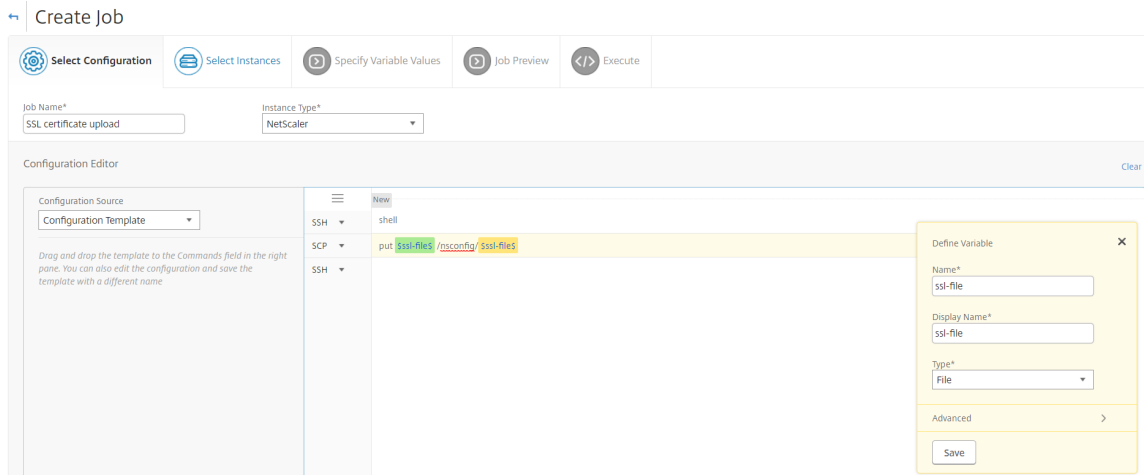 Create Job
Select Configuration
Select Instances
Specify Variable Values
Job Preview
Execute
Job Name*
Instance Type*
SSL certificate upload
NetScaler
Configuration Editor
Clear
Configuration Source
Configuration Template
Drag and drop the template to the Commands field in the right
pane. You can also edit the configuration and save the
template with a different name
New
SSH
shell
SCP
put $ssl-file$ /nsconfig/$ssl-file$
SSH
Define Variable
Name*
ssl-file
Display Name*
ssl-file
Type*
File
Advanced
Save